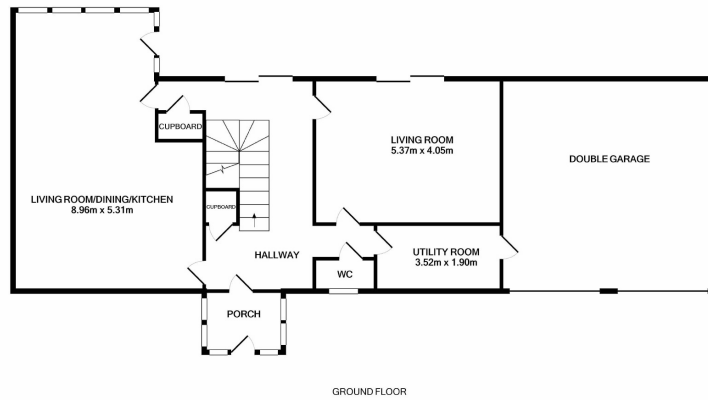 CUPBOARD
LIVING ROOM
5.37m x 4.05m
DOUBLE GARAGE
LIVING ROOM/DINING/KITCHEN
8.96m x 5.31m
CUPBOARD
HALLWAY
UTILITY ROOM
3.52m x 1.90m
WC
PORCH
GROUND FLOOR